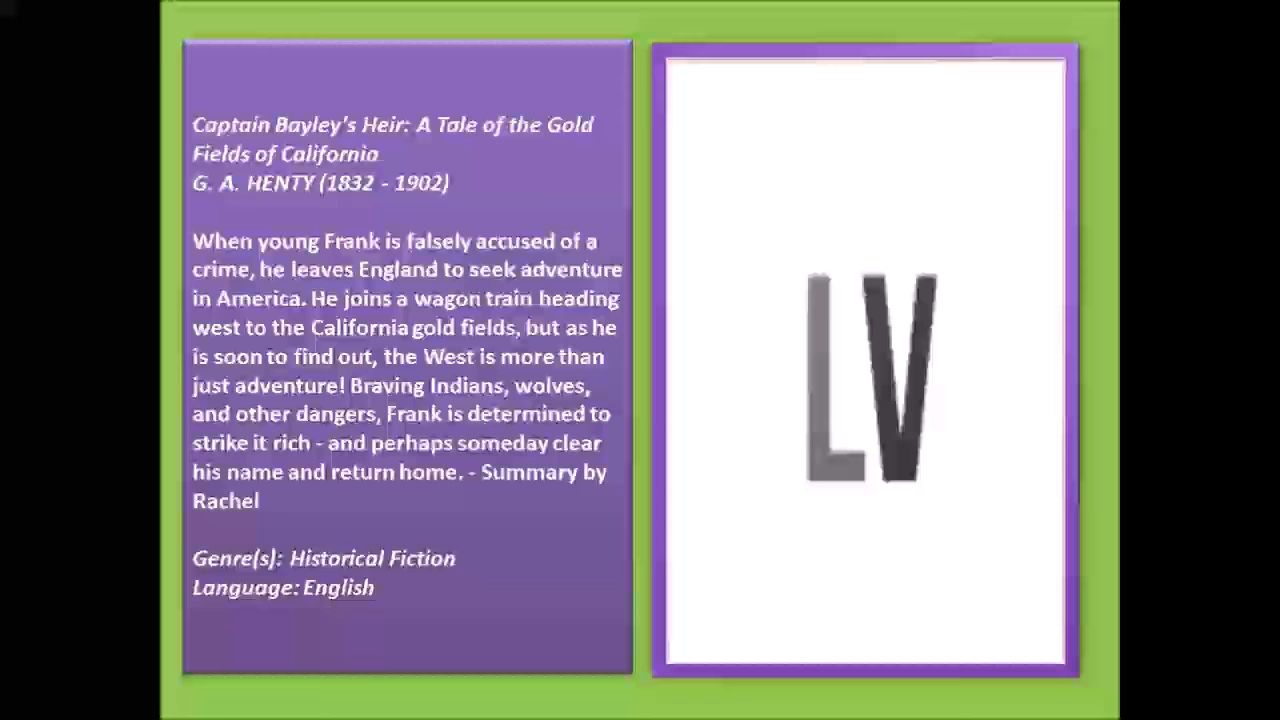 Captain Bayley's Heir: A Tale of the Gold
Fields of California
G. A. HENTY (1832 - 1902)
When young Frank is falsely accused of a
crime, he leaves England to seek adventure
in America. He joins a wagon train heading
west to the California gold fields, but as he
is soon to find out, the West is more than
just adventure! Braving Indians, wolves,
and other dangers, Frank is determined to
strike it rich - and perhaps someday clear
his name and return home. - Summary by
Rachel
Genre(s): Historical Fiction
Language: English
LV